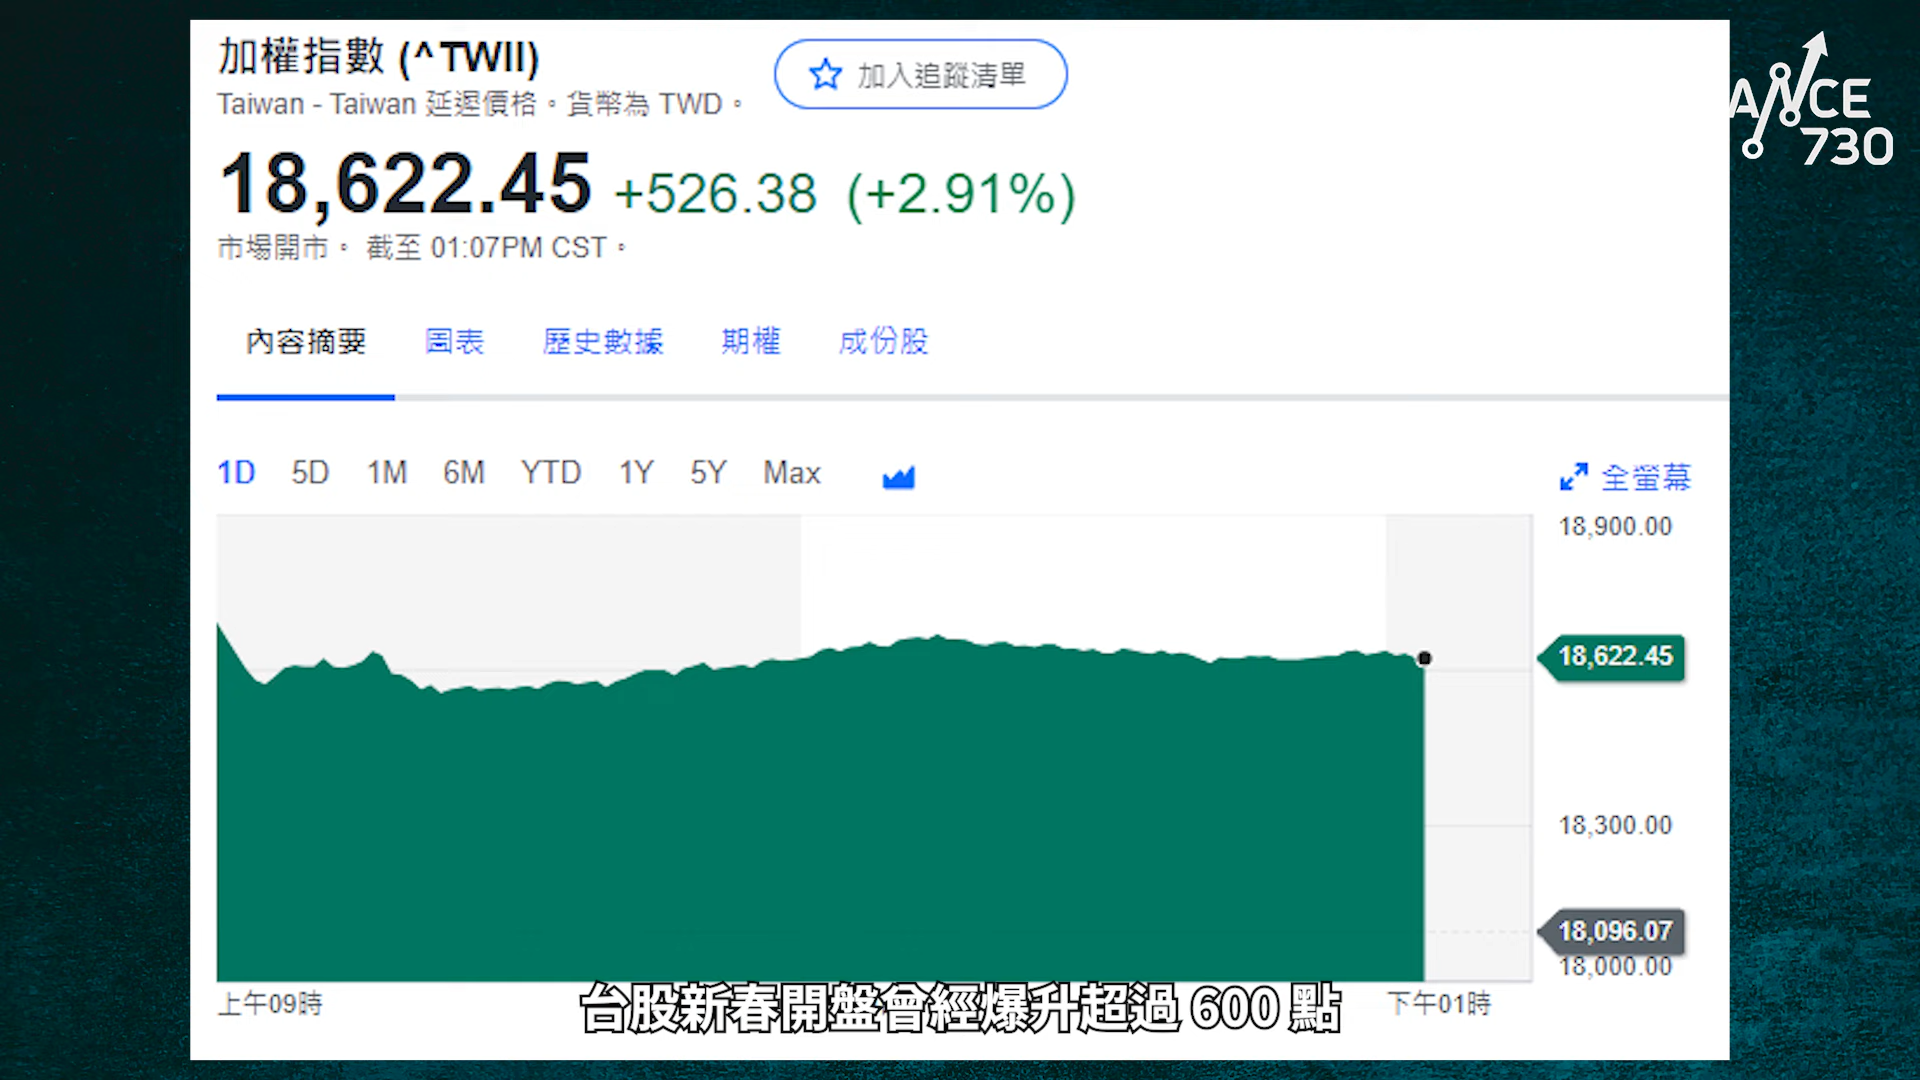 加權指數 (^TWII)
加入追蹤清單
Taiwan - Taiwan 延遲價格。貨幣為 TWD。
18,622.45 +526.38 (+2.91%)
市場開市。 截至 01:07PM CST。
內容摘要 圖表 歷史數據 期權 成份股
1D 5D 1M 6M YTD 1Y 5Y Max
全螢幕
18,900.00
18,622.45
18,300.00
18,096.07
18,000.00
上午09時 下午01時
台股新春開盤曾經爆升超過 600 點
ANCE
730